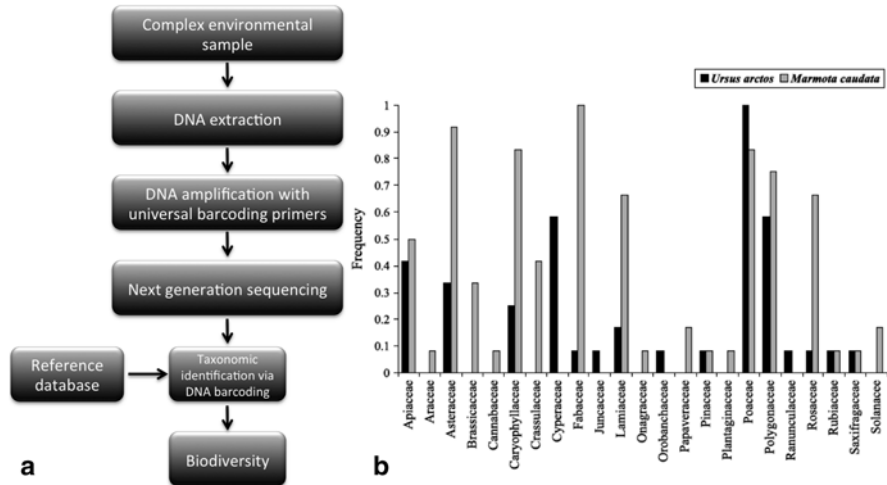 Complex environmental
sample
DNA extraction
DNA amplification with
universal barcoding primers
Next generation sequencing
Reference
database
Taxonomic
identification via
DNA barcoding
Biodiversity
a
Ursus arctos Marmota caudata
Frequency
1
0.9
0.8
0.7
0.6
0.5
0.4
0.3
0.2
0.1
0
Apiaceae
Araceae
Asteraceae
Brassicaceae
Cannabaceae
Caryophyllaceae
Crassulaceae
Cyperaceae
Fabaceae
Juncaceae
Lamiaceae
Onagraceae
Orobanchaceae
Papaveraceae
Pinaceae
Plantaginaceae
Poaceae
Polygonaceae
Ranunculaceae
Rosaceae
Rubiaceae
Saxifragaceae
Solanacce
b